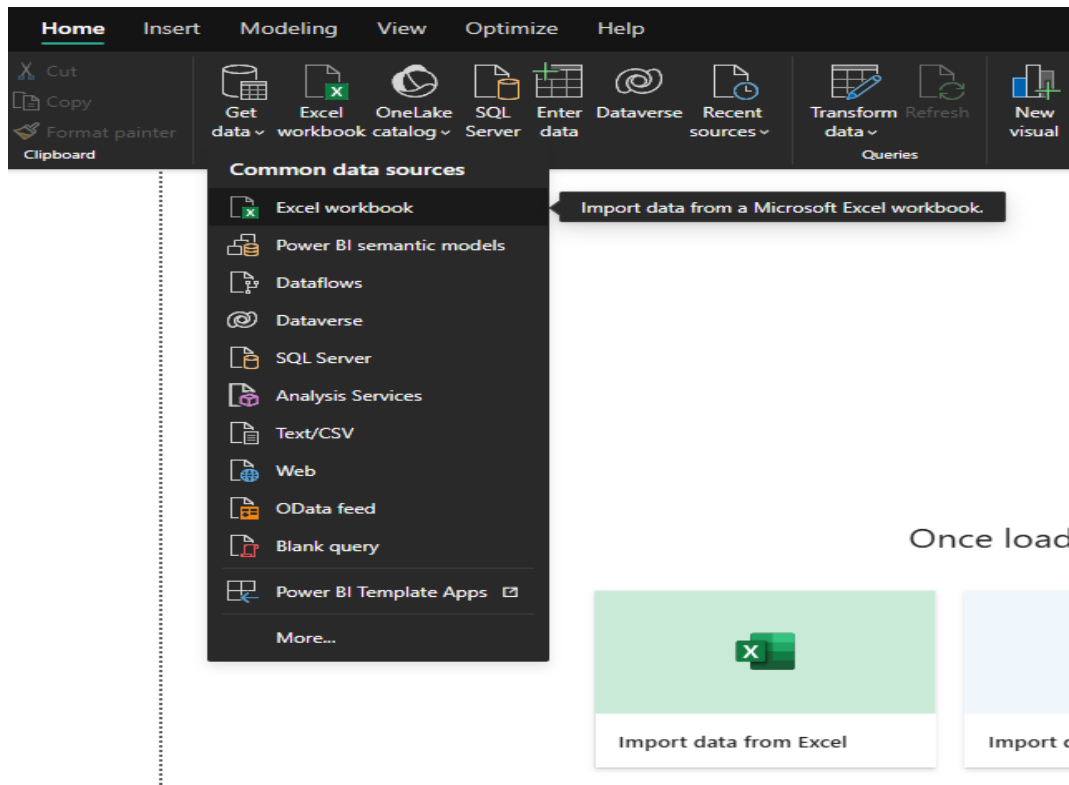 Home Insert Modeling View Optimize Help
Cut
Copy
Format painter
Clipboard
Get data
Excel workbook
OneLake catalog
SQL Server
Enter data
Dataverse
Recent sources
Transform data
Refresh
Queries
New visual
Common data sources
Excel workbook
Import data from a Microsoft Excel workbook.
Power BI semantic models
Dataflows
Dataverse
SQL Server
Analysis Services
Text/CSV
Web
OData feed
Blank query
Power BI Template Apps
More...
Once load
Import data from Excel
Import